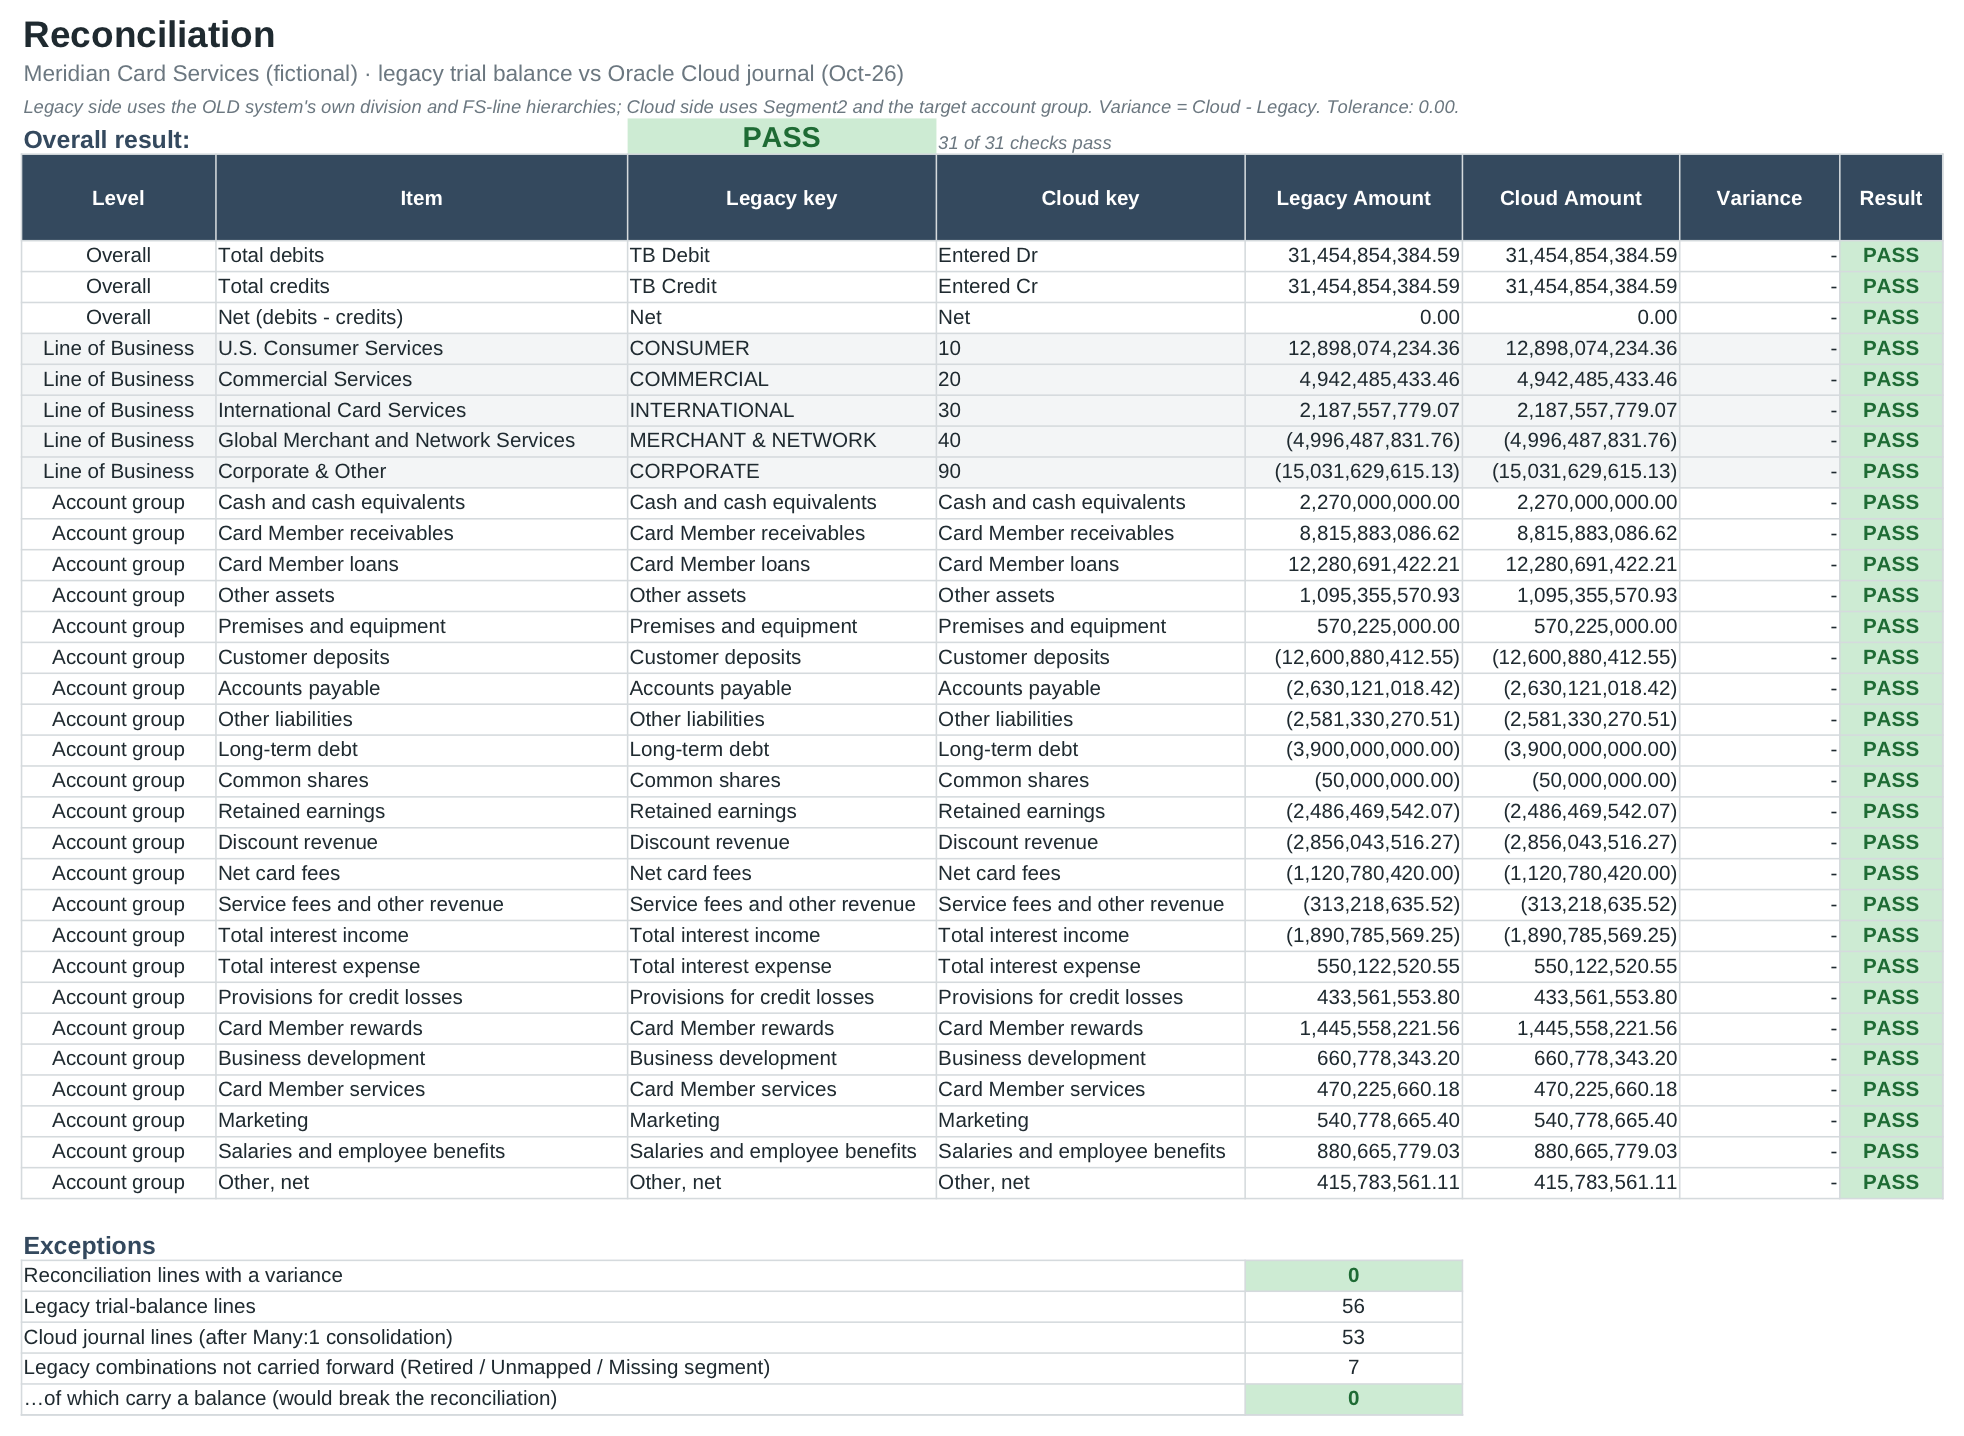 Reconciliation
Meridian Card Services (fictional) · legacy trial balance vs Oracle Cloud journal (Oct-26)
Legacy side uses the OLD system's own division and FS-line hierarchies; Cloud side uses Segment2 and the target account group. Variance = Cloud - Legacy. Tolerance: 0.00.
Overall result: PASS 31 of 31 checks pass
Level Item Legacy key Cloud key Legacy Amount Cloud Amount Variance Result
Overall Total debits TB Debit Entered Dr 31,454,854,384.59 31,454,854,384.59 - PASS
Overall Total credits TB Credit Entered Cr 31,454,854,384.59 31,454,854,384.59 - PASS
Overall Net (debits - credits) Net Net 0.00 0.00 - PASS
Line of Business U.S. Consumer Services CONSUMER 10 12,898,074,234.36 12,898,074,234.36 - PASS
Line of Business Commercial Services COMMERCIAL 20 4,942,485,433.46 4,942,485,433.46 - PASS
Line of Business International Card Services INTERNATIONAL 30 2,187,557,779.07 2,187,557,779.07 - PASS
Line of Business Global Merchant and Network Services MERCHANT & NETWORK 40 (4,996,487,831.76) (4,996,487,831.76) - PASS
Line of Business Corporate & Other CORPORATE 90 (15,031,629,615.13) (15,031,629,615.13) - PASS
Account group Cash and cash equivalents Cash and cash equivalents Cash and cash equivalents 2,270,000,000.00 2,270,000,000.00 - PASS
Account group Card Member receivables Card Member receivables Card Member receivables 8,815,883,086.62 8,815,883,086.62 - PASS
Account group Card Member loans Card Member loans Card Member loans 12,280,691,422.21 12,280,691,422.21 - PASS
Account group Other assets Other assets Other assets 1,095,355,570.93 1,095,355,570.93 - PASS
Account group Premises and equipment Premises and equipment Premises and equipment 570,225,000.00 570,225,000.00 - PASS
Account group Customer deposits Customer deposits Customer deposits (12,600,880,412.55) (12,600,880,412.55) - PASS
Account group Accounts payable Accounts payable Accounts payable (2,630,121,018.42) (2,630,121,018.42) - PASS
Account group Other liabilities Other liabilities Other liabilities (2,581,330,270.51) (2,581,330,270.51) - PASS
Account group Long-term debt Long-term debt Long-term debt (3,900,000,000.00) (3,900,000,000.00) - PASS
Account group Common shares Common shares Common shares (50,000,000.00) (50,000,000.00) - PASS
Account group Retained earnings Retained earnings Retained earnings (2,486,469,542.07) (2,486,469,542.07) - PASS
Account group Discount revenue Discount revenue Discount revenue (2,856,043,516.27) (2,856,043,516.27) - PASS
Account group Net card fees Net card fees Net card fees (1,120,780,420.00) (1,120,780,420.00) - PASS
Account group Service fees and other revenue Service fees and other revenue Service fees and other revenue (313,218,635.52) (313,218,635.52) - PASS
Account group Total interest income Total interest income Total interest income (1,890,785,569.25) (1,890,785,569.25) - PASS
Account group Total interest expense Total interest expense Total interest expense 550,122,520.55 550,122,520.55 - PASS
Account group Provisions for credit losses Provisions for credit losses Provisions for credit losses 433,561,553.80 433,561,553.80 - PASS
Account group Card Member rewards Card Member rewards Card Member rewards 1,445,558,221.56 1,445,558,221.56 - PASS
Account group Business development Business development Business development 660,778,343.20 660,778,343.20 - PASS
Account group Card Member services Card Member services Card Member services 470,225,660.18 470,225,660.18 - PASS
Account group Marketing Marketing Marketing 540,778,665.40 540,778,665.40 - PASS
Account group Salaries and employee benefits Salaries and employee benefits Salaries and employee benefits 880,665,779.03 880,665,779.03 - PASS
Account group Other, net Other, net Other, net 415,783,561.11 415,783,561.11 - PASS
Exceptions
Reconciliation lines with a variance 0
Legacy trial-balance lines 56
Cloud journal lines (after Many:1 consolidation) 53
Legacy combinations not carried forward (Retired / Unmapped / Missing segment) 7
…of which carry a balance (would break the reconciliation) 0